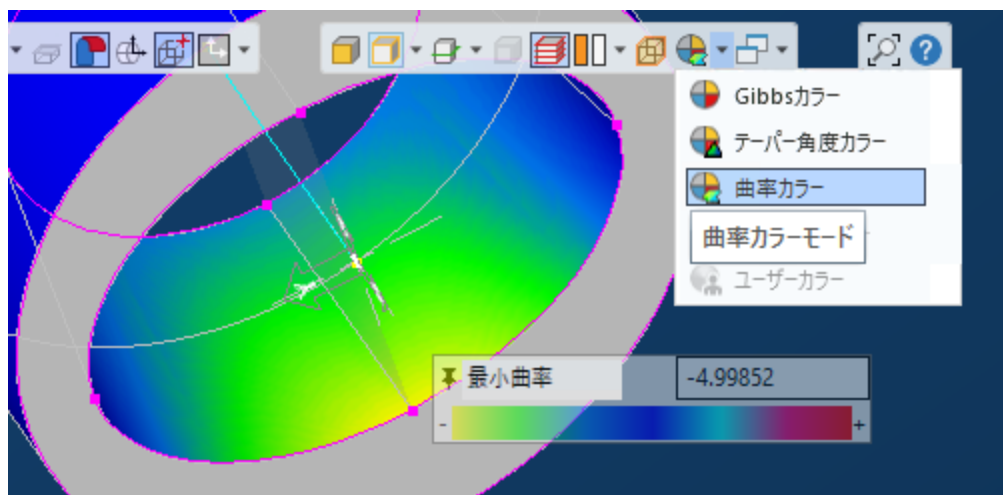 Gibbsカラー
テーパー角度カラー
曲率カラー
曲率カラーモード
ユーザーカラー
最小曲率 -4.99852
- +